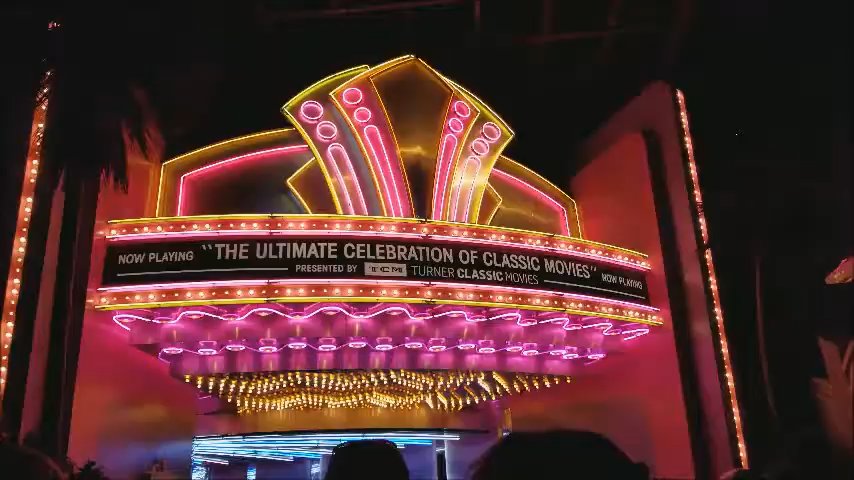 NOW PLAYING "THE ULTIMATE CELEBRATION OF CLASSIC MOVIES" NOW PLAYING
PRESENTED BY TCM TURNER CLASSIC MOVIES